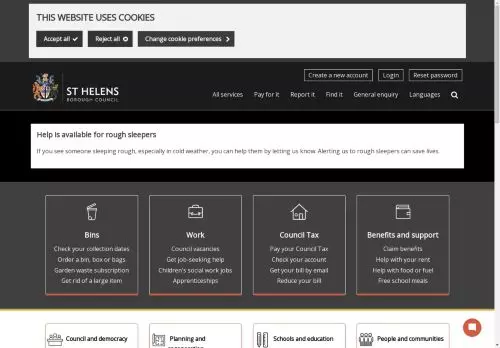 THIS WEBSITE USES COOKIES
Accept all
Reject all
Change cookie preferences /
Create a new account
Login
Reset password
ST HELENS
BOROUGH COUNCIL
All services
Pay for it
Report it
Find it
General enquiry
Languages
Help is available for rough sleepers
If you see someone sleeping rough, especially in cold weather, you can help them by letting us know. Alerting us to rough sleepers can save lives.
Bins
Check your collection dates
Order a bin, box or bags
Garden waste subscription
Get rid of a large item
Work
Council vacancies
Get job-seeking help
Children's social work jobs
Apprenticeships
Council Tax
Pay your Council Tax
Check your account
Get your bill by email
Reduce your bill
Benefits and support
Claim benefits
Help with your rent
Help with food or fuel
Free school meals
Council and democracy
Planning and
Schools and education
People and communities